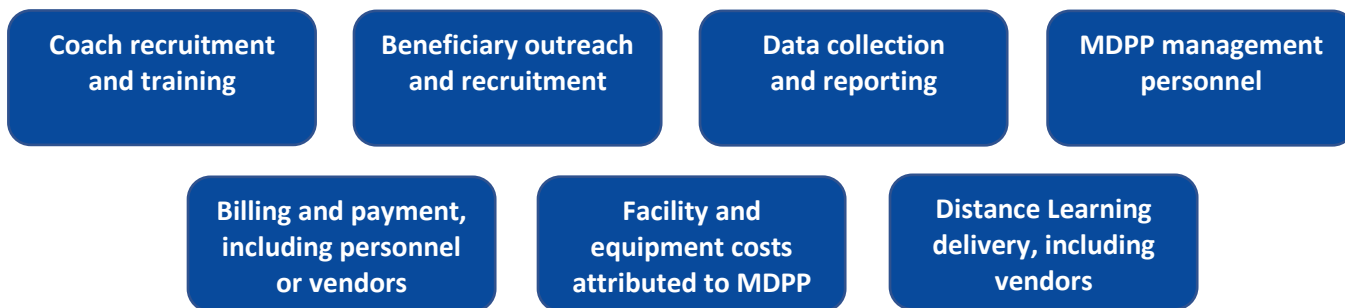 Coach recruitment
and training
Beneficiary outreach
and recruitment
Data collection
and reporting
MDPP management
personnel
Billing and payment,
including personnel
or vendors
Facility and
equipment costs
attributed to MDPP
Distance Learning
delivery, including
vendors